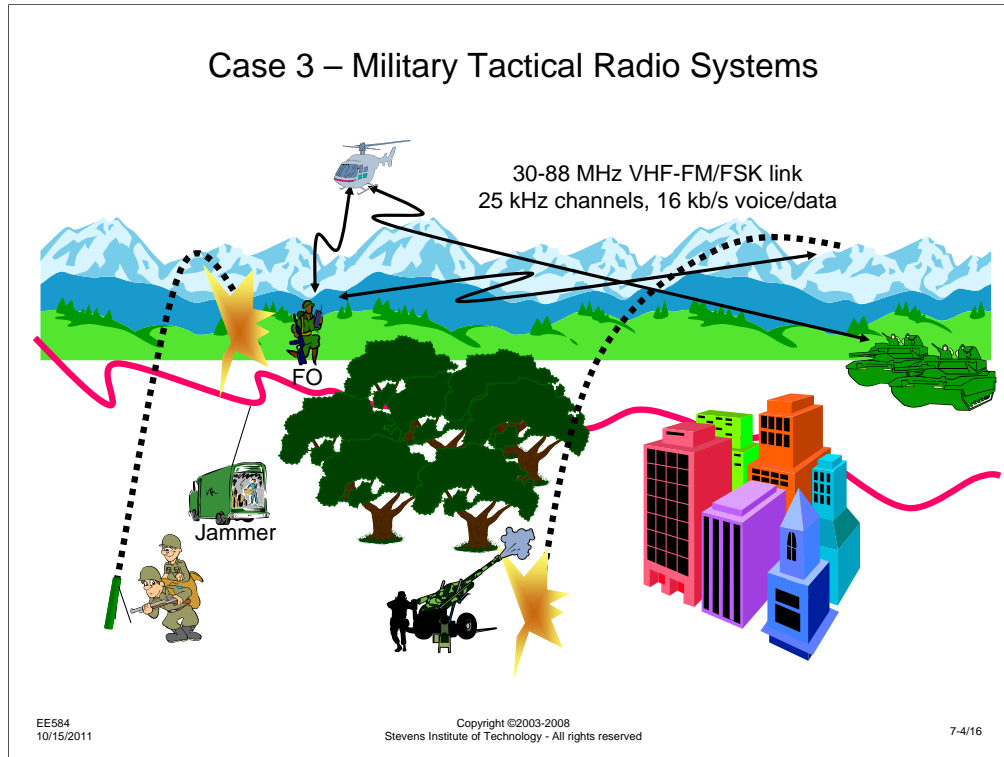 Case 3 – Military Tactical Radio Systems
30-88 MHz VHF-FM/FSK link
25 kHz channels, 16 kb/s voice/data
FO
Jammer
EE584
10/15/2011
Copyright ©2003-2008
Stevens Institute of Technology - All rights reserved
7-4/16